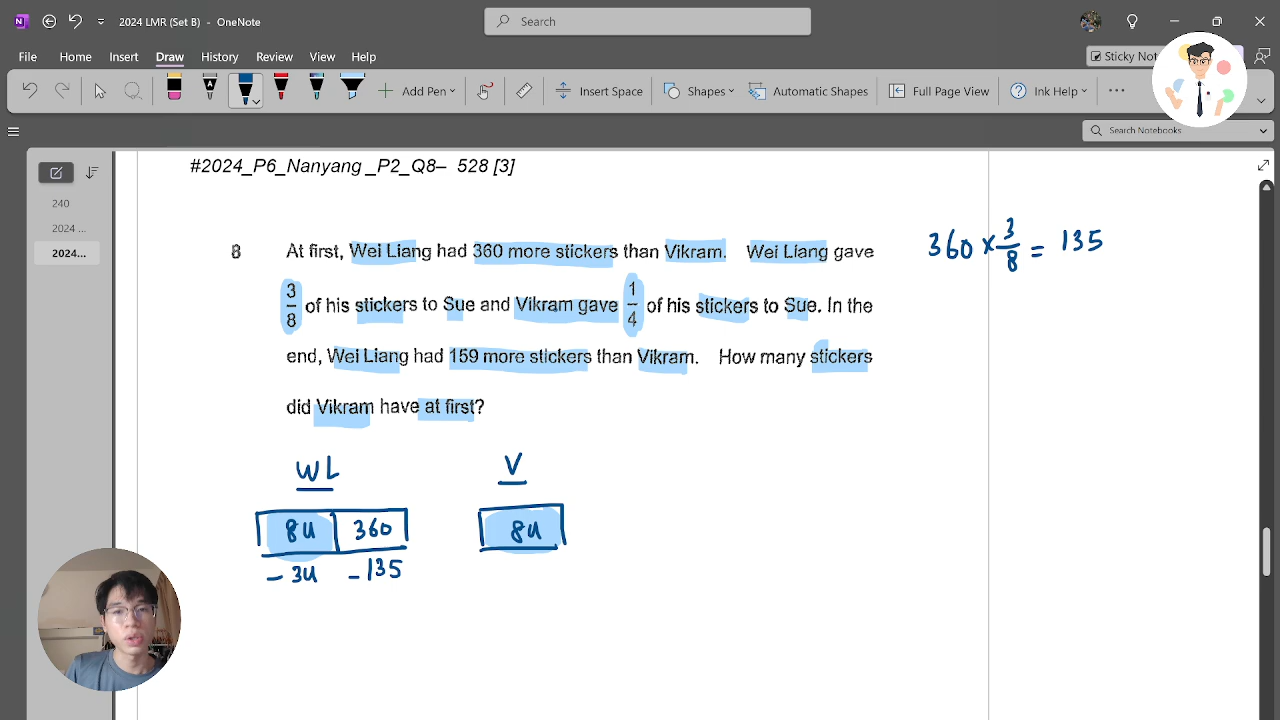 2024 LMR (Set B) - OneNote
Search
File Home Insert Draw History Review View Help
Sticky Not
Add Pen
Insert Space
Shapes
Automatic Shapes
Full Page View
Ink Help
Search Notebooks
240
2024 ...
2024...
#2024_P6_Nanyang _P2_Q8– 528 [3]
8 At first, Wei Liang had 360 more stickers than Vikram. Wei Liang gave
3/8 of his stickers to Sue and Vikram gave 1/4 of his stickers to Sue. In the
end, Wei Liang had 159 more stickers than Vikram. How many stickers
did Vikram have at first?
360 × 3/8 = 135
WL V
8u 360 8u
- 3u - 135